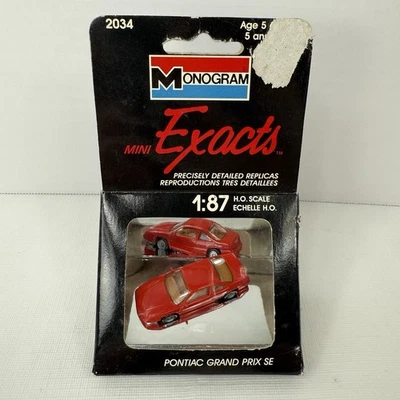 2034
Age 5
5 an
MONOGRAM
MINI Exacts ™
PRECISELY DETAILED REPLICAS
REPRODUCTIONS TRES DETAILLEES
1:87 H.O. SCALE
ECHELLE H.O.
PONTIAC GRAND PRIX SE